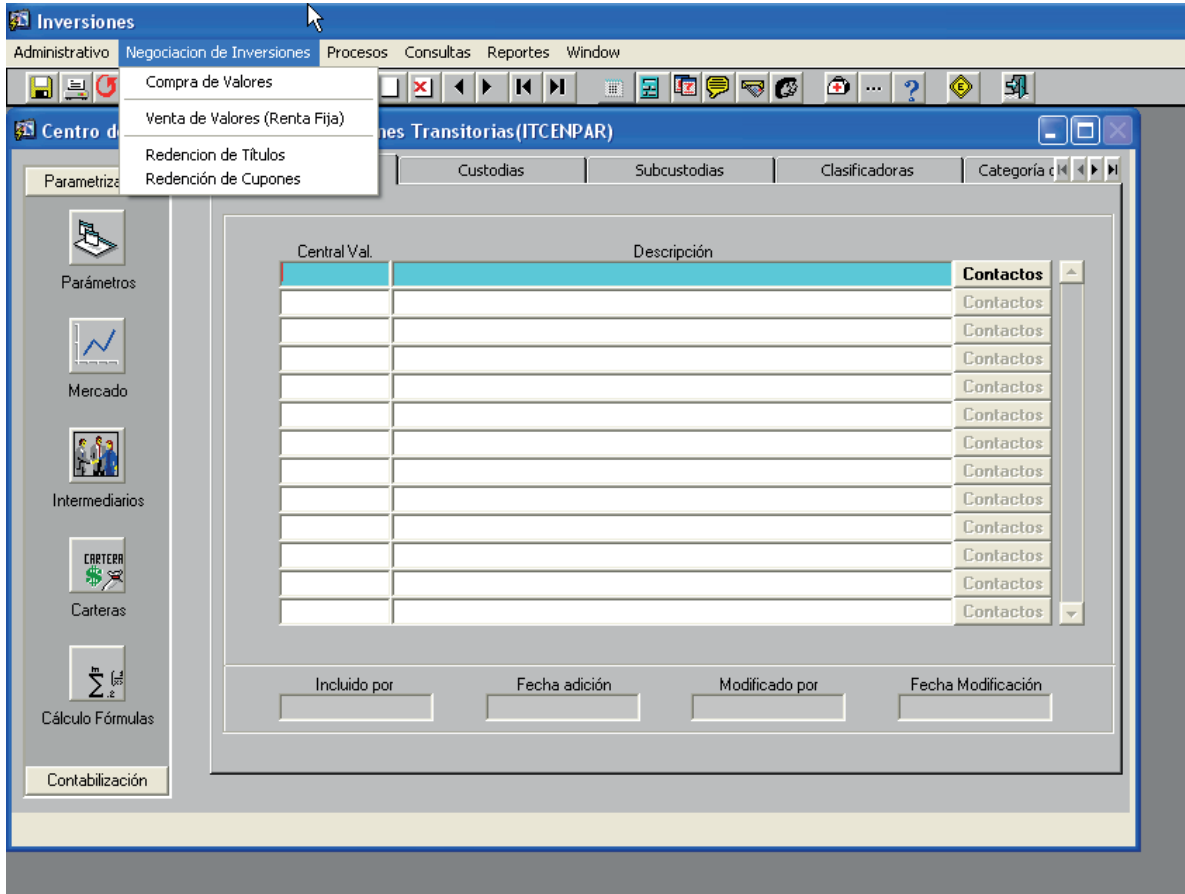 Inversiones
Administrativo Negociacion de Inversiones Procesos Consultas Reportes Window
Compra de Valores
Venta de Valores (Renta Fija)
Redencion de Títulos
Redención de Cupones
Centro d nes Transitorias(ITCENPAR)
Parametriza Custodias Subcustodias Clasificadoras Categoría
Central Val. Descripción
Parámetros
Mercado
Intermediarios
CARTERA
Carteras
Cálculo Fórmulas
Contabilización
Contactos
Contactos
Contactos
Contactos
Contactos
Contactos
Contactos
Contactos
Contactos
Contactos
Contactos
Contactos
Contactos
Incluido por Fecha adición Modificado por Fecha Modificación